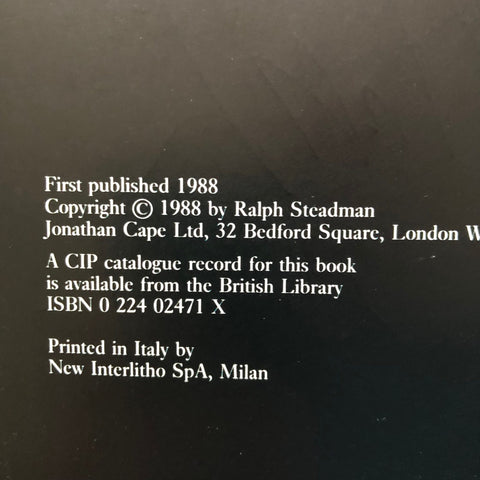 First published 1988
Copyright © 1988 by Ralph Steadman
Jonathan Cape Ltd, 32 Bedford Square, London W
A CIP catalogue record for this book
is available from the British Library
ISBN 0 224 02471 X
Printed in Italy by
New Interlitho SpA, Milan